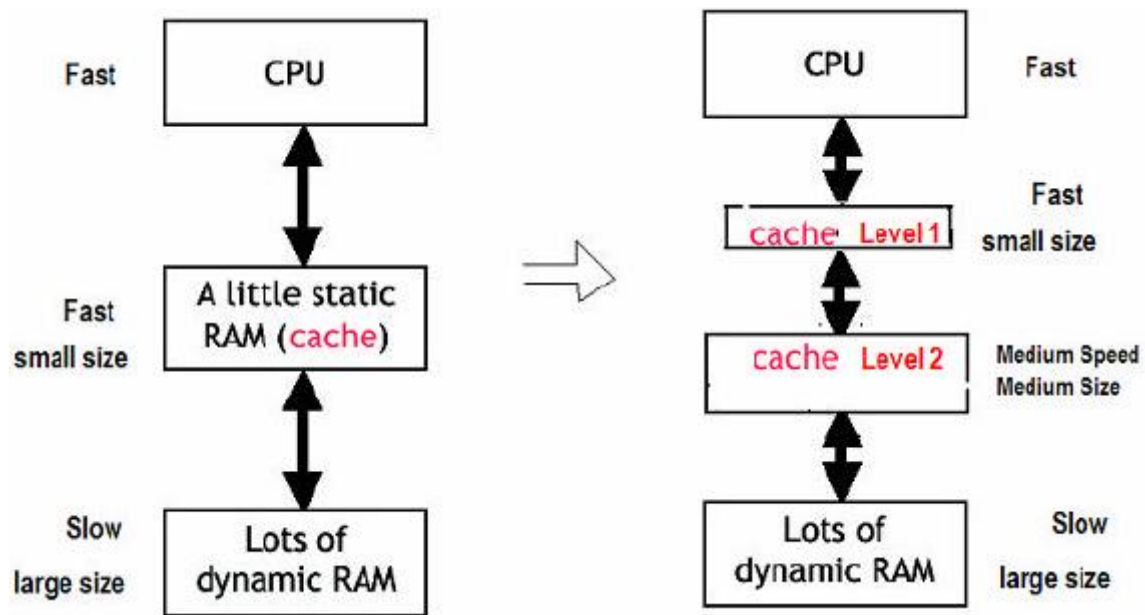 Fast
CPU
Fast
small size
A little static
RAM (cache)
Slow
large size
Lots of
dynamic RAM
CPU
Fast
cache Level 1
Fast
small size
cache Level 2
Medium Speed
Medium Size
Lots of
dynamic RAM
Slow
large size